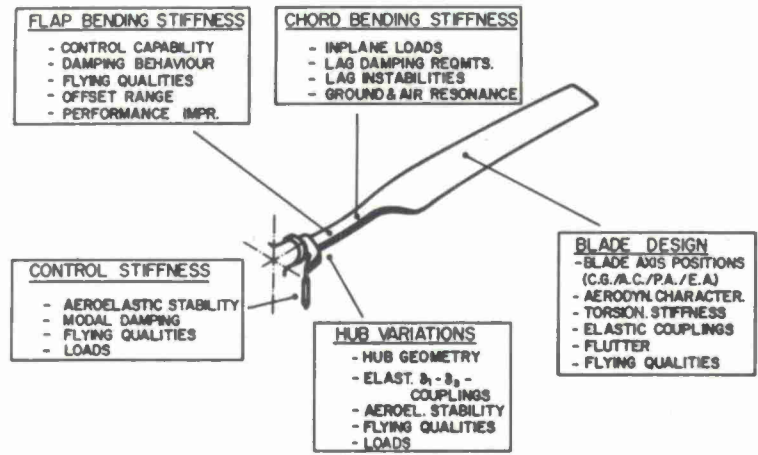 FLAP BENDING STIFFNESS
- CONTROL CAPABILITY
- DAMPING BEHAVIOUR
- FLYING QUALITIES
- OFFSET RANGE
- PERFORMANCE IMPR.
CHORD BENDING STIFFNESS
- INPLANE LOADS
- LAG DAMPING REQMTS.
- LAG INSTABILITIES
- GROUND & AIR RESONANCE
CONTROL STIFFNESS
- AEROELASTIC STABILITY
- MODAL DAMPING
- FLYING QUALITIES
- LOADS
HUB VARIATIONS
- HUB GEOMETRY
- ELAST. - COUPLINGS
- AEROEL. STABILITY
- FLYING QUALITIES
- LOADS
BLADE DESIGN
- BLADE AXIS POSITIONS
(C.G./A.C./P.A./E.A.)
- AERODYN. CHARACTER.
- TORSION. STIFFNESS
- ELASTIC COUPLINGS
- FLUTTER
- FLYING QUALITIES